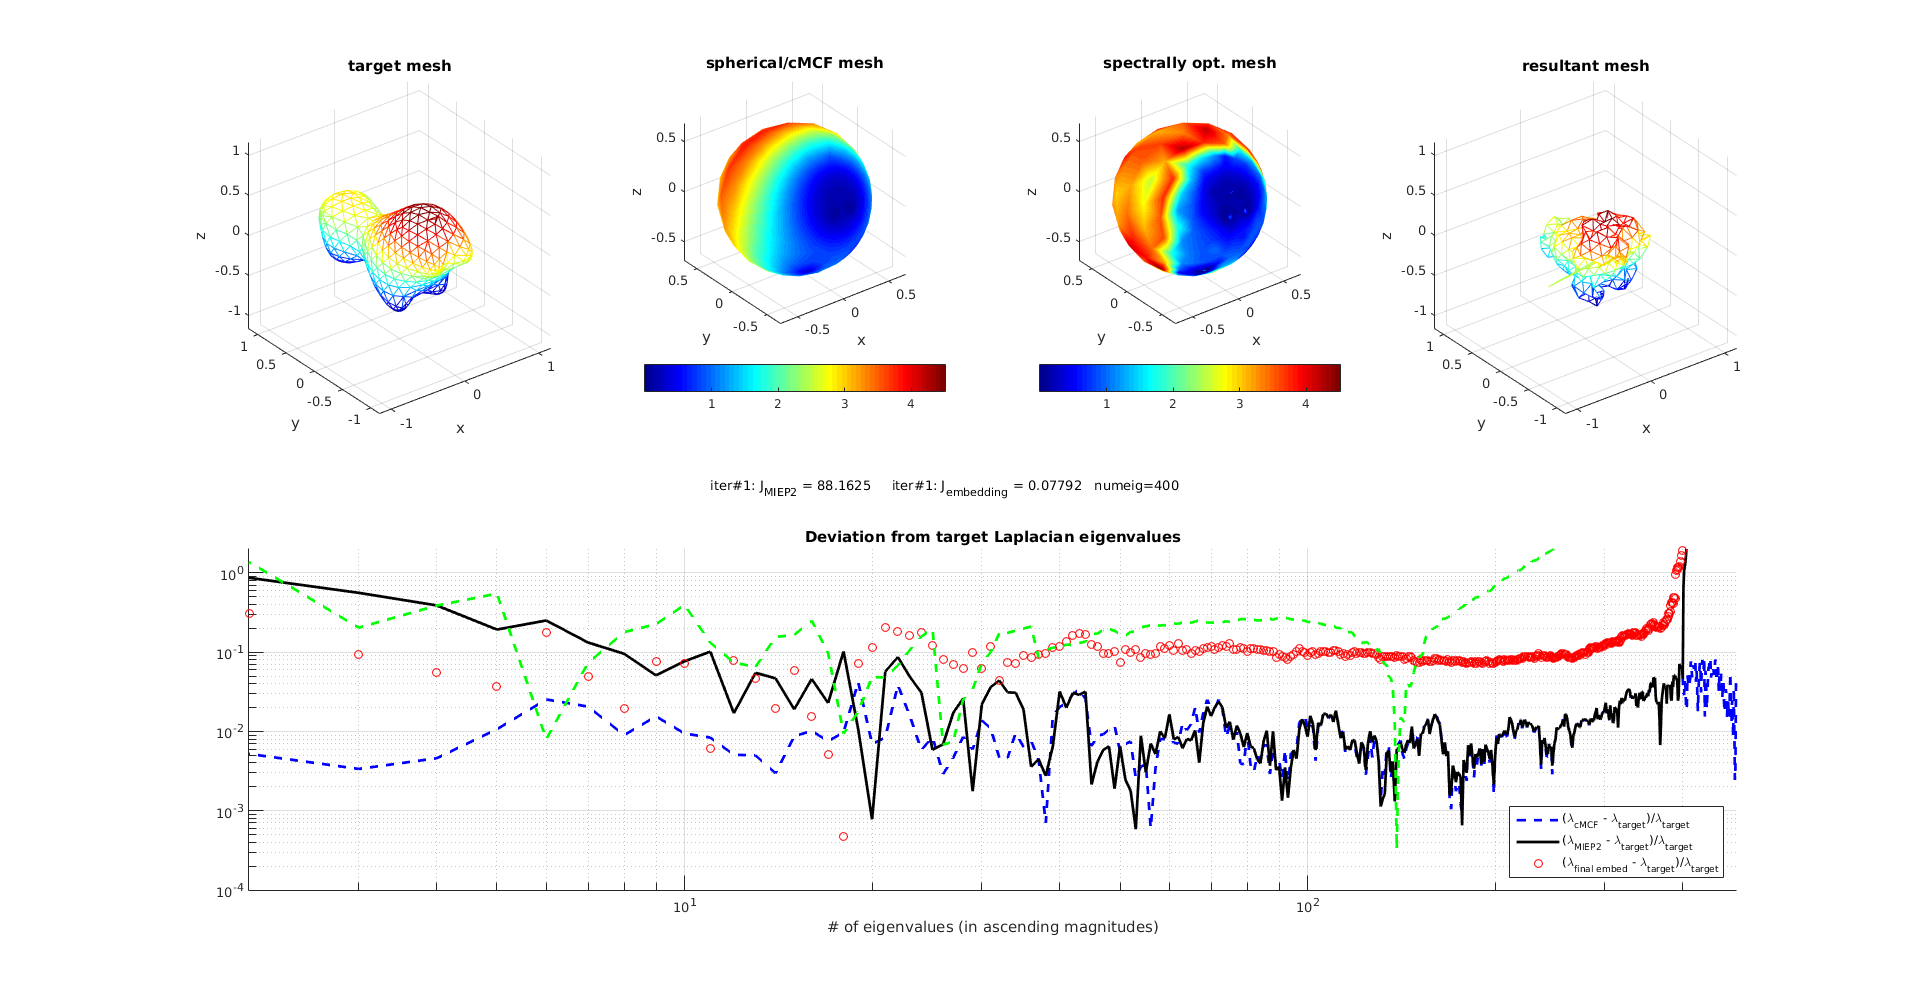 target mesh
spherical/cMCF mesh
spectrally opt. mesh
resultant mesh
1
0.5
0
-0.5
-1
z
1
0.5
0
-0.5
-1
y
-1
0
1
x
0.5
0
-0.5
z
0.5
0
-0.5
y
-0.5
0
0.5
x
1 2 3 4
0.5
0
-0.5
z
0.5
0
-0.5
y
-0.5
0
0.5
x
1 2 3 4
1
0.5
0
-0.5
-1
z
1
0.5
0
-0.5
-1
y
-1
0
1
x
iter#1: J_MIEP2 = 88.1625 iter#1: J_embedding = 0.07792 numeig=400
Deviation from target Laplacian eigenvalues
10^0
10^-1
10^-2
10^-3
10^-4
10^1 10^2
# of eigenvalues (in ascending magnitudes)
(λ_cMCF - λ_target)/λ_target
(λ_MIEP2 - λ_target)/λ_target
(λ_final embed - λ_target)/λ_target